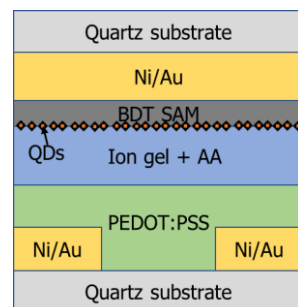 Quartz substrate
Ni/Au
BDT SAM
QDs
Ion gel + AA
PEDOT:PSS
Ni/Au
Ni/Au
Quartz substrate